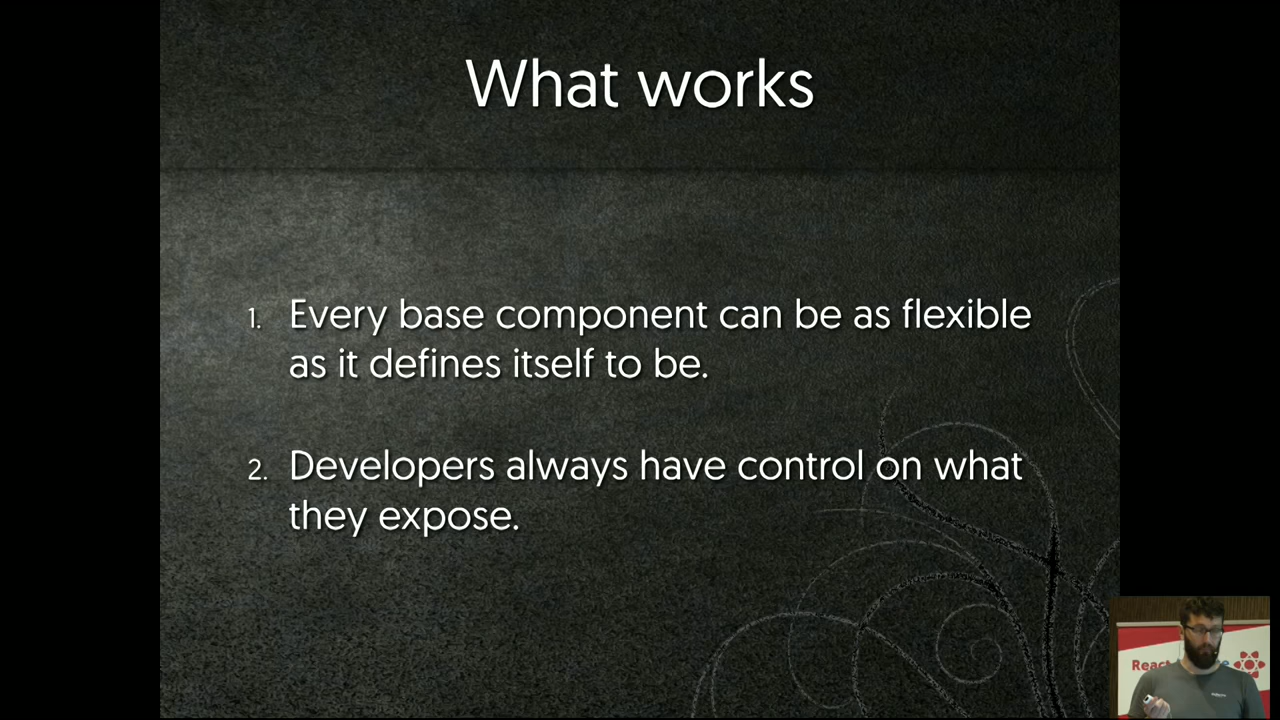 What works
1. Every base component can be as flexible
as it defines itself to be.
2. Developers always have control on what
they expose.
React